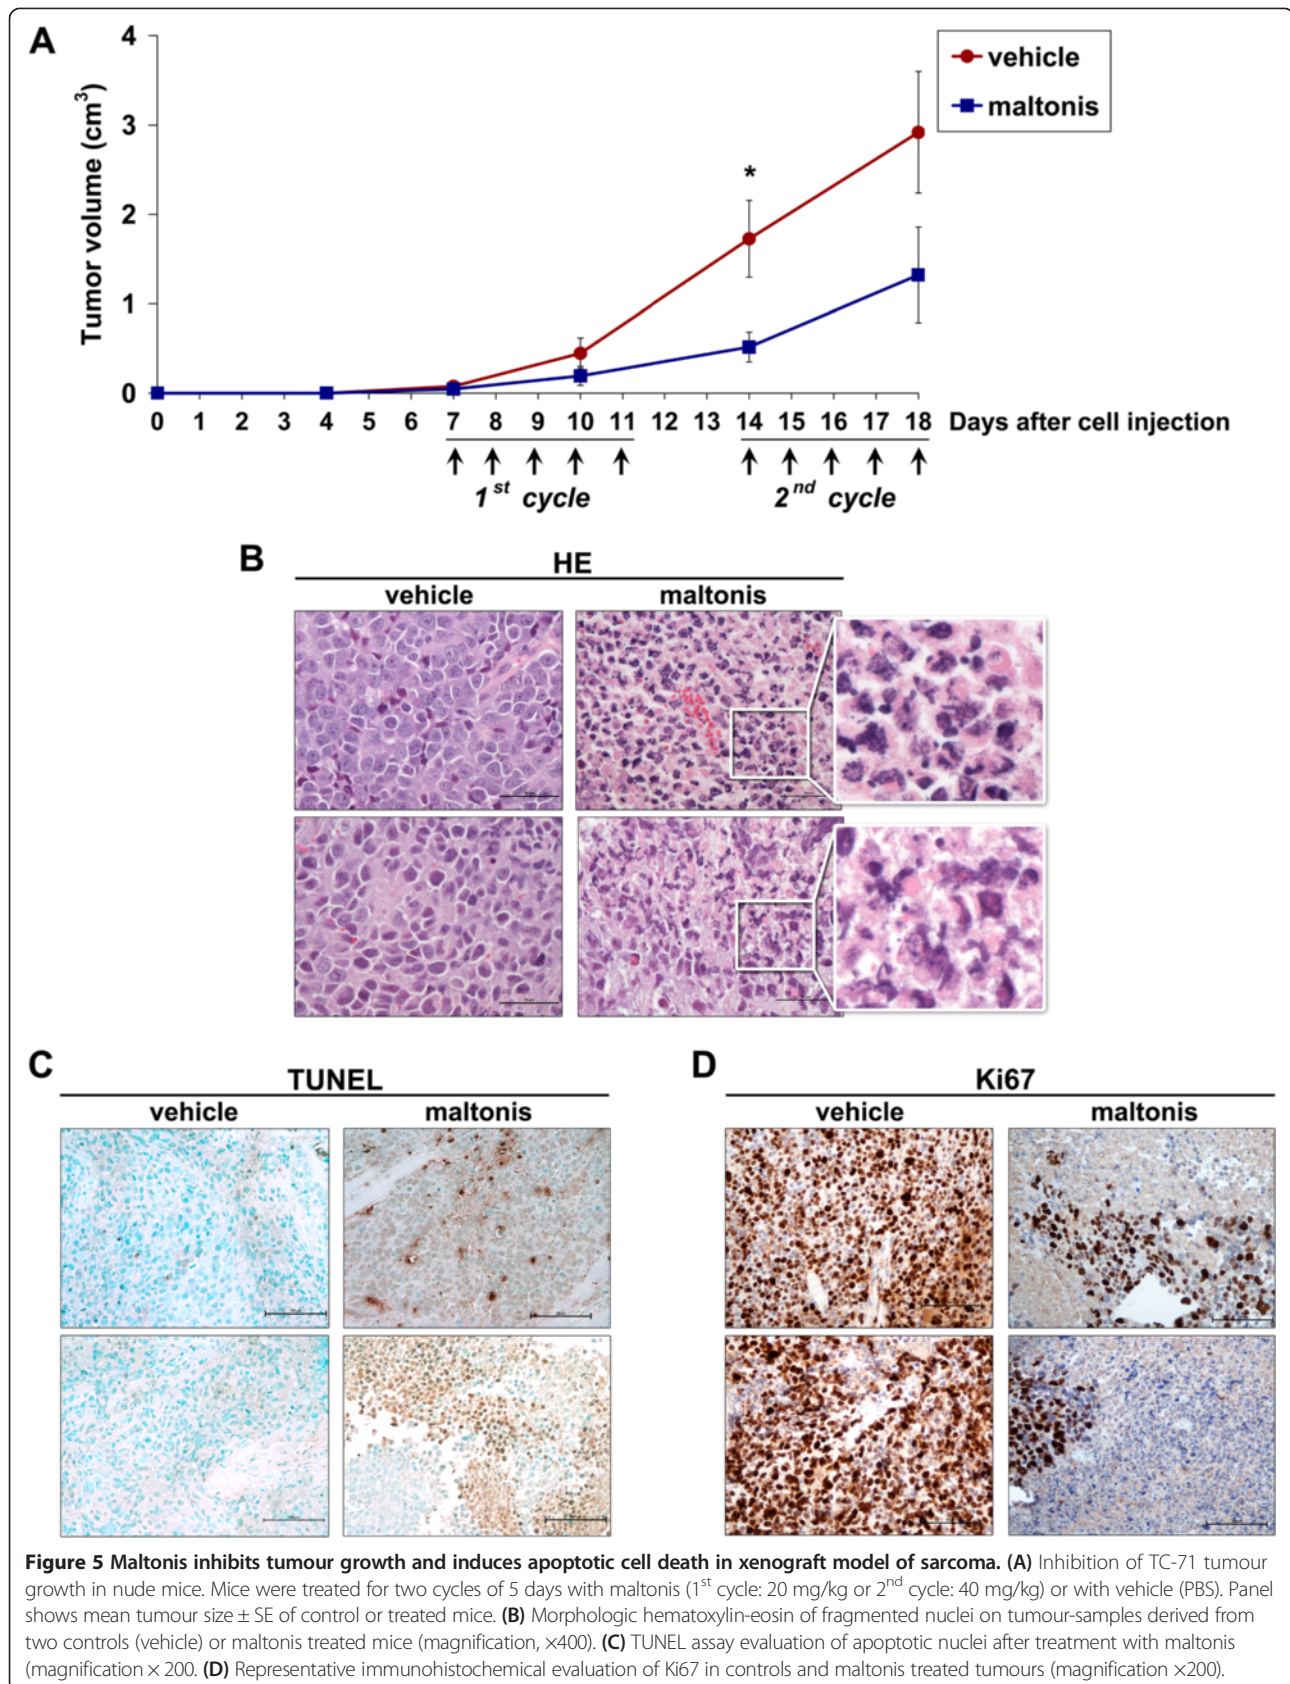 A
4
3
2
1
0
Tumor volume (cm³)
vehicle
maltonis
*
0 1 2 3 4 5 6 7 8 9 10 11 12 13 14 15 16 17 18 Days after cell injection
1st cycle 2nd cycle
B
HE
vehicle maltonis
C
TUNEL
vehicle maltonis
D
Ki67
vehicle maltonis
Figure 5 Maltonis inhibits tumour growth and induces apoptotic cell death in xenograft model of sarcoma. (A) Inhibition of TC-71 tumour
growth in nude mice. Mice were treated for two cycles of 5 days with maltonis (1st cycle: 20 mg/kg or 2nd cycle: 40 mg/kg) or with vehicle (PBS). Panel
shows mean tumour size ± SE of control or treated mice. (B) Morphologic hematoxylin-eosin of fragmented nuclei on tumour-samples derived from
two controls (vehicle) or maltonis treated mice (magnification, ×400). (C) TUNEL assay evaluation of apoptotic nuclei after treatment with maltonis
(magnification × 200. (D) Representative immunohistochemical evaluation of Ki67 in controls and maltonis treated tumours (magnification ×200).